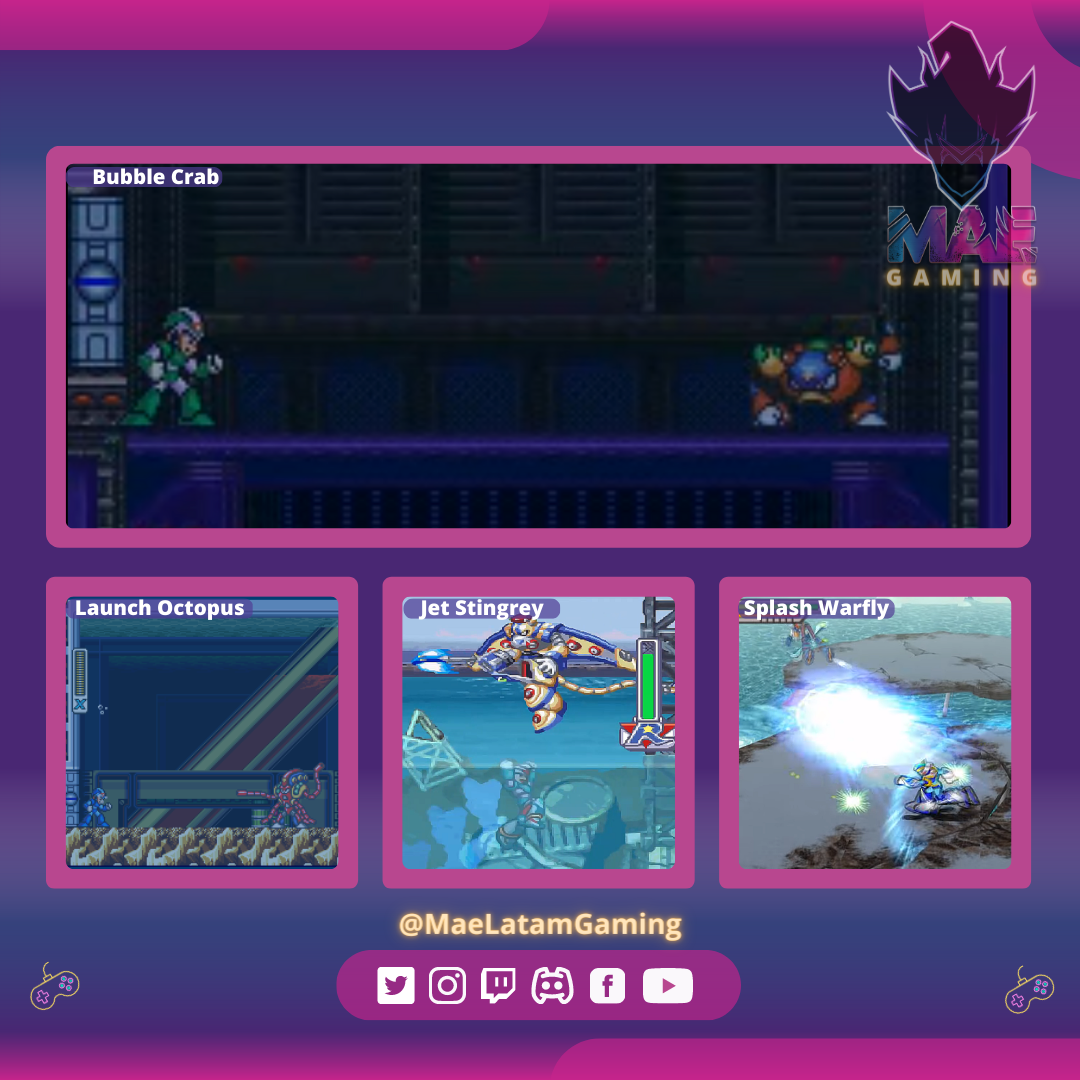 MAE
GAMING
Bubble Crab
Launch Octopus
Jet Stingrey
Splash Warfly
X
R
@MaeLatamGaming